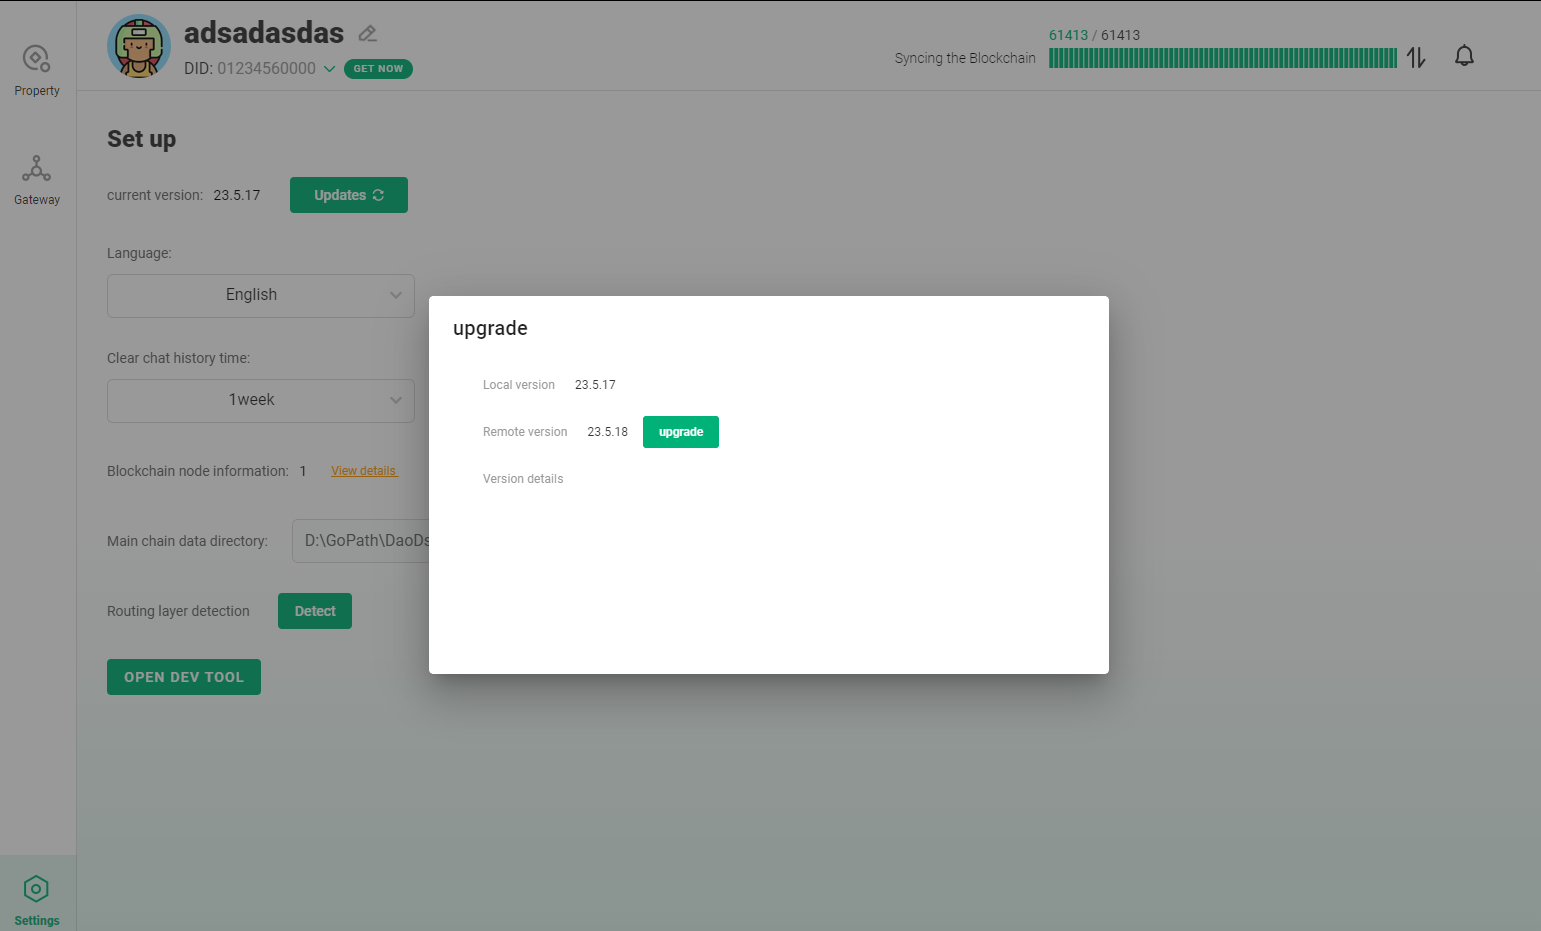 adsadasdas
DID: 01234560000 GET NOW
61413 / 61413
Syncing the Blockchain
Property
Gateway
Settings
Set up
current version: 23.5.17 Updates
Language:
English
Clear chat history time:
1week
Blockchain node information: 1 View details
Main chain data directory: D:\GoPath\DaoDs
Routing layer detection Detect
OPEN DEV TOOL
upgrade
Local version 23.5.17
Remote version 23.5.18 upgrade
Version details